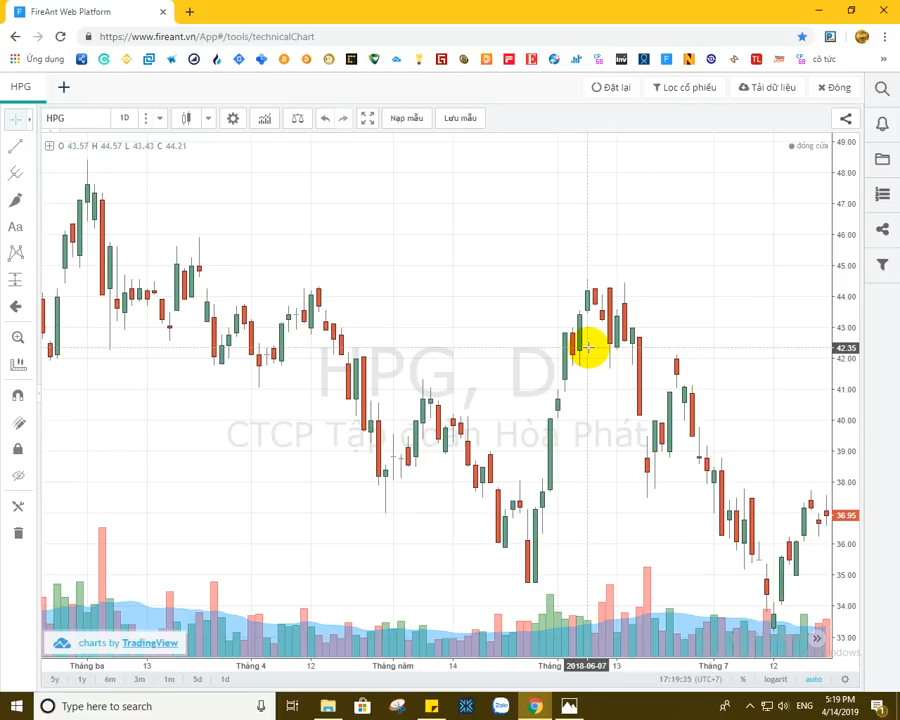 FireAnt Web Platform
https://www.fireant.vn/App#/tools/technicalChart
Ứng dụng
cổ tức
HPG
Đặt lại
Lọc cổ phiếu
Tải dữ liệu
Đóng
HPG
1D
Nạp mẫu
Lưu mẫu
O 43.57 H 44.57 L 43.43 C 44.21
đóng cửa
HPG, D
CTCP Tập đoàn Hòa Phát
49.00
48.00
47.00
46.00
45.00
44.00
43.00
42.35
42.00
41.00
40.00
39.00
38.00
36.95
36.00
35.00
34.00
33.00
charts by TradingView
Tháng ba
13
Tháng 4
12
Tháng năm
14
Tháng
2018-06-07
13
Tháng 7
12
5y
1y
6m
3m
1m
5d
1d
17:19:35 (UTC+7)
%
logarit
auto
Type here to search
ENG
5:19 PM
4/14/2019